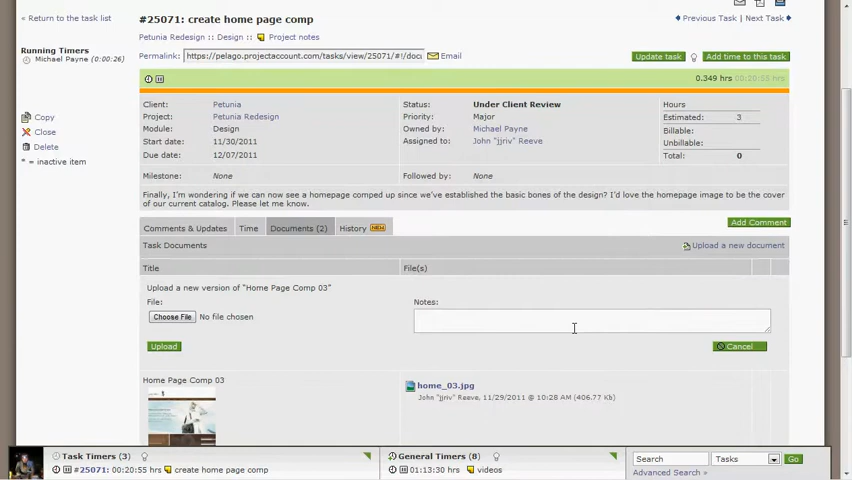 « Return to the task list
#25071: create home page comp
Previous Task | Next Task
Petunia Redesign :: Design :: Project notes
Running Timers
Michael Payne (0:00:26)
Permalink: https://pelago.projectaccount.com/tasks/view/25071/#!/docu Email
Update task
Add time to this task
0.349 hrs 00:20:55 hrs
Client: Petunia
Project: Petunia Redesign
Module: Design
Start date: 11/30/2011
Due date: 12/07/2011
Status: Under Client Review
Priority: Major
Owned by: Michael Payne
Assigned to: John "jjriv" Reeve
Hours
Estimated: 3
Billable:
Unbillable:
Total: 0
Copy
Close
Delete
* = inactive item
Milestone: None
Followed by: None
Finally, I'm wondering if we can now see a homepage comped up since we've established the basic bones of the design? I'd love the homepage image to be the cover
of our current catalog. Please let me know.
Add Comment
Comments & Updates Time Documents (2) History NEW
Task Documents
Upload a new document
Title File(s)
Upload a new version of "Home Page Comp 03"
File:
Choose File No file chosen
Notes:
Upload
Cancel
Home Page Comp 03
home_03.jpg
John "jjriv" Reeve, 11/29/2011 @ 10:28 AM (406.77 Kb)
Task Timers (3)
#25071: 00:20:55 hrs create home page comp
General Timers (8)
01:13:30 hrs videos
Search Tasks Go
Advanced Search »